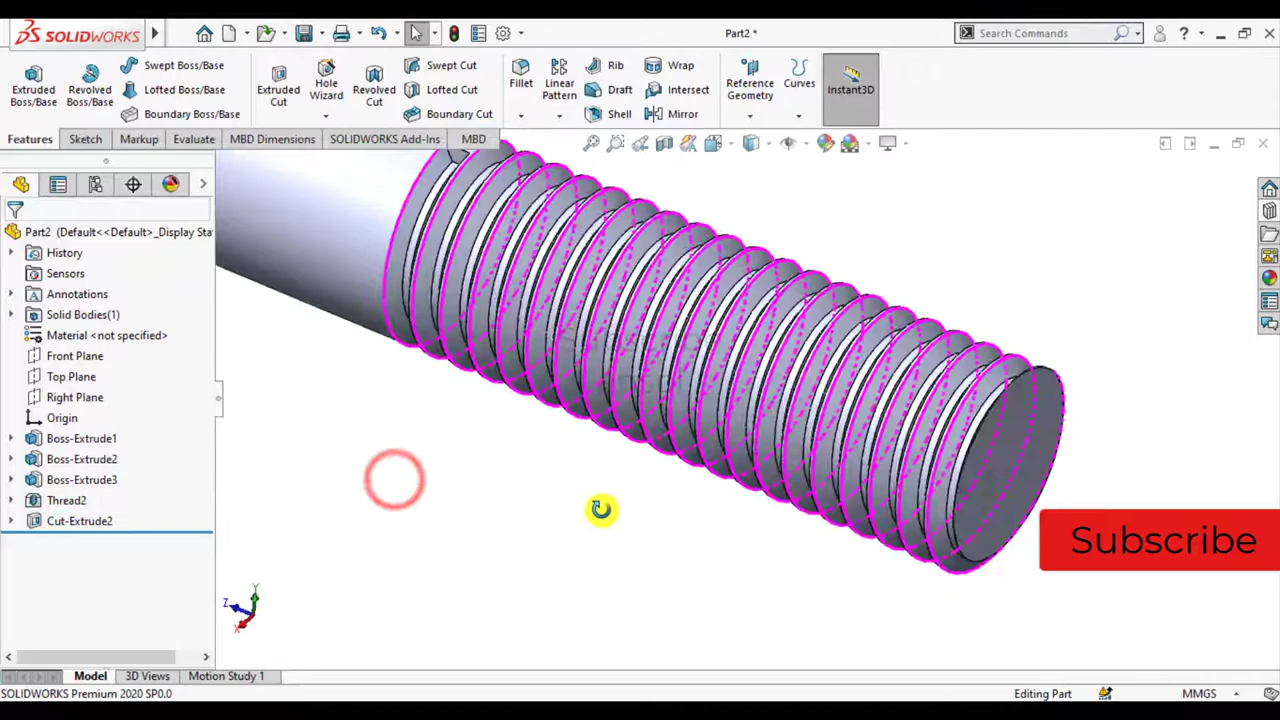 SOLIDWORKS
Part2 *
Search Commands
Extruded Boss/Base
Revolved Boss/Base
Swept Boss/Base
Lofted Boss/Base
Boundary Boss/Base
Extruded Cut
Hole Wizard
Revolved Cut
Swept Cut
Lofted Cut
Boundary Cut
Fillet
Linear Pattern
Rib
Draft
Shell
Wrap
Intersect
Mirror
Reference Geometry
Curves
Instant3D
Features
Sketch
Markup
Evaluate
MBD Dimensions
SOLIDWORKS Add-Ins
MBD
Part2 (Default<<Default>_Display Sta
History
Sensors
Annotations
Solid Bodies(1)
Material <not specified>
Front Plane
Top Plane
Right Plane
Origin
Boss-Extrude1
Boss-Extrude2
Boss-Extrude3
Thread2
Cut-Extrude2
Subscribe
Y
Z
X
Model
3D Views
Motion Study 1
SOLIDWORKS Premium 2020 SP0.0
Editing Part
MMGS